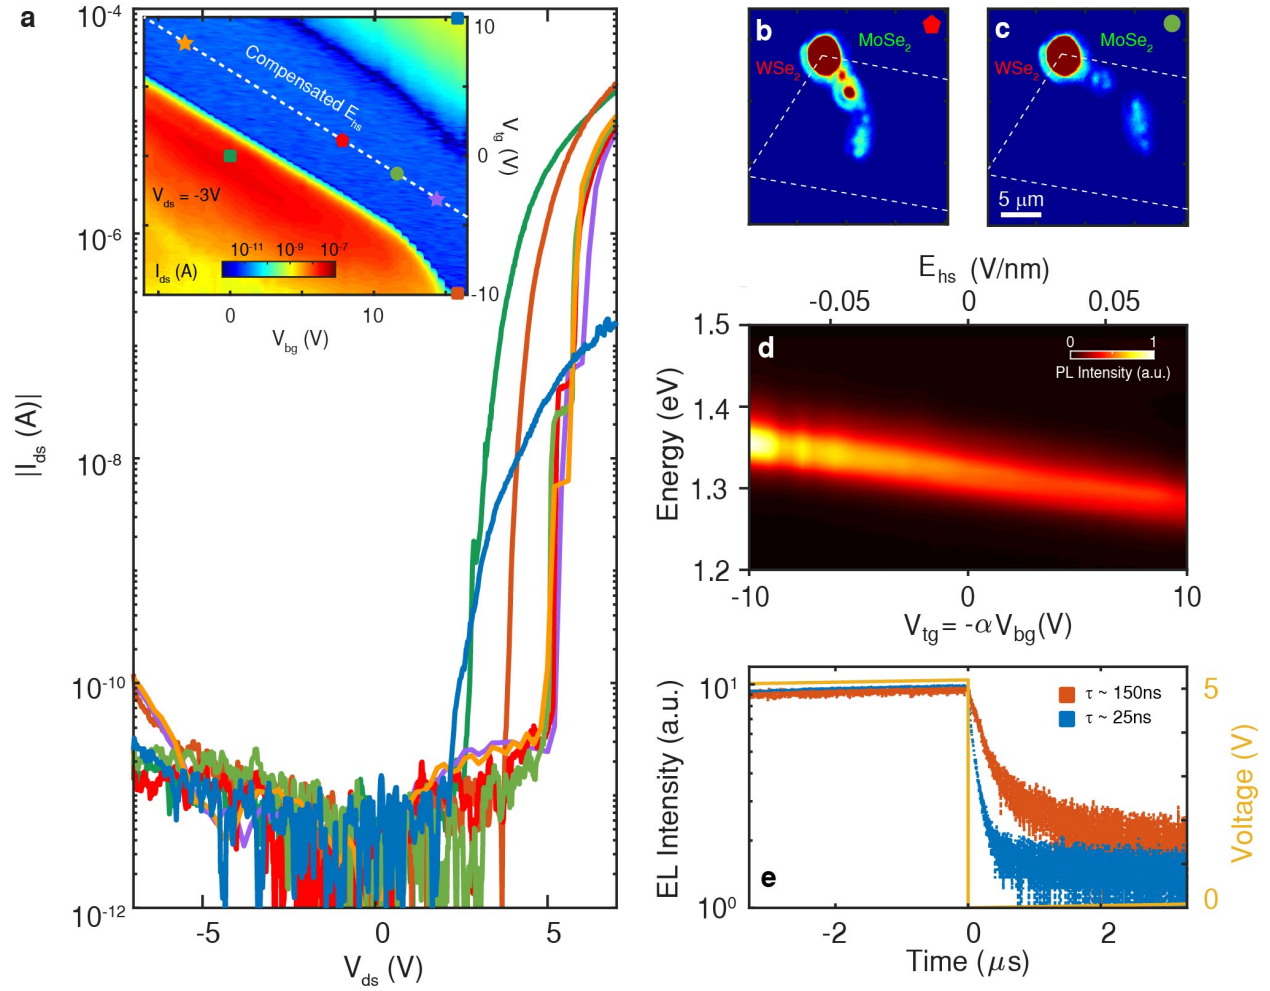 a
10⁻⁴
10⁻⁶
10⁻⁸
10⁻¹⁰
10⁻¹²
|I_ds (A)|
-5
0
5
V_ds (V)
Compensated E_hs
V_ds = -3V
10⁻¹¹ 10⁻⁹ 10⁻⁷
I_ds (A)
0
10
V_bg (V)
10
0
-10
V_tg (V)
b
MoSe₂
WSe₂
c
MoSe₂
WSe₂
5 μm
E_hs (V/nm)
-0.05 0 0.05
d
0 1
PL Intensity (a.u.)
1.5
1.4
1.3
1.2
Energy (eV)
-10 0 10
V_tg = -αV_bg(V)
e
10¹
10⁰
EL Intensity (a.u.)
τ ~ 150ns
τ ~ 25ns
5
0
Voltage (V)
-2 0 2
Time (μs)